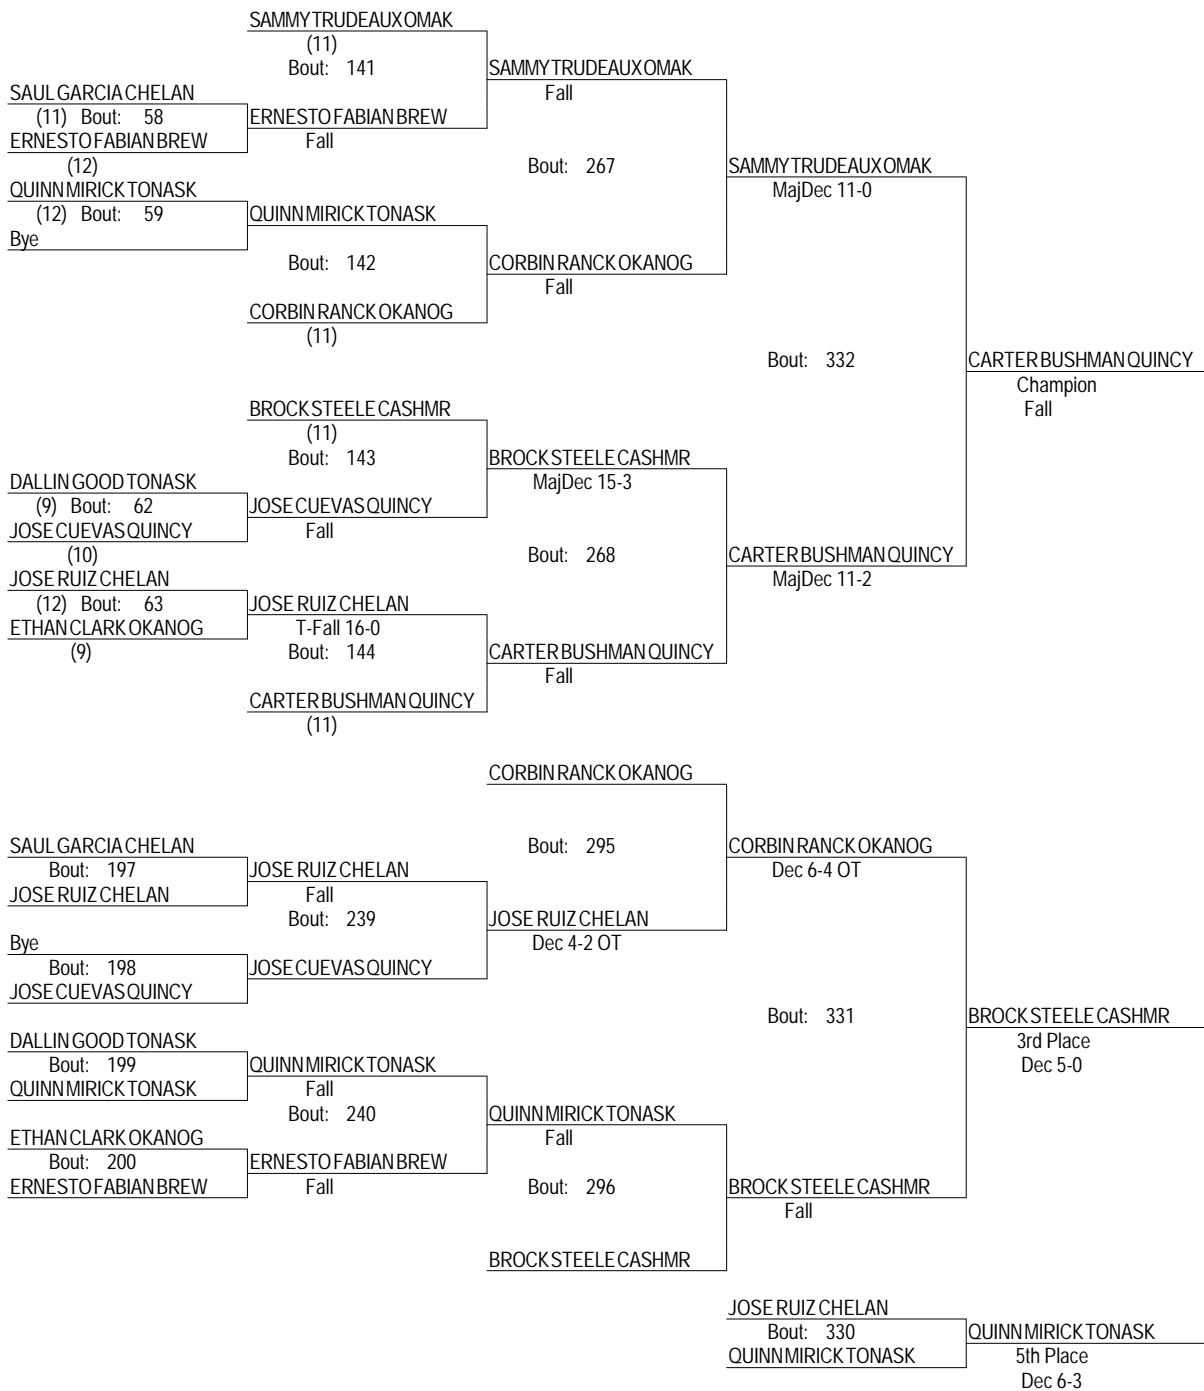 SAMMY TRUDEAUX OMAK
(11)
Bout: 141
SAMMY TRUDEAUX OMAK
Fall
SAUL GARCIA CHELAN
(11) Bout: 58
ERNESTO FABIAN BREW
Fall
ERNESTO FABIAN BREW
(12)
Bout: 267
SAMMY TRUDEAUX OMAK
MajDec 11-0
QUINN MIRICK TONASK
(12) Bout: 59
QUINN MIRICK TONASK
Bye
Bout: 142
CORBIN RANCK OKANOG
Fall
CORBIN RANCK OKANOG
(11)
Bout: 332
CARTER BUSHMAN QUINCY
Champion
Fall
BROCK STEELE CASHMR
(11)
Bout: 143
BROCK STEELE CASHMR
MajDec 15-3
DALLIN GOOD TONASK
(9) Bout: 62
JOSE CUEVAS QUINCY
Fall
JOSE CUEVAS QUINCY
(10)
Bout: 268
CARTER BUSHMAN QUINCY
MajDec 11-2
JOSE RUIZ CHELAN
(12) Bout: 63
JOSE RUIZ CHELAN
T-Fall 16-0
ETHAN CLARK OKANOG
(9)
Bout: 144
CARTER BUSHMAN QUINCY
Fall
CARTER BUSHMAN QUINCY
(11)
CORBIN RANCK OKANOG
Bout: 295
CORBIN RANCK OKANOG
Dec 6-4 OT
SAUL GARCIA CHELAN
Bout: 197
JOSE RUIZ CHELAN
Fall
JOSE RUIZ CHELAN
Bout: 239
JOSE RUIZ CHELAN
Dec 4-2 OT
Bye
Bout: 198
JOSE CUEVAS QUINCY
JOSE CUEVAS QUINCY
Bout: 331
BROCK STEELE CASHMR
3rd Place
Dec 5-0
DALLIN GOOD TONASK
Bout: 199
QUINN MIRICK TONASK
Fall
QUINN MIRICK TONASK
Bout: 240
QUINN MIRICK TONASK
Fall
ETHAN CLARK OKANOG
Bout: 200
ERNESTO FABIAN BREW
Fall
ERNESTO FABIAN BREW
Bout: 296
BROCK STEELE CASHMR
Fall
BROCK STEELE CASHMR
JOSE RUIZ CHELAN
Bout: 330
QUINN MIRICK TONASK
5th Place
Dec 6-3
QUINN MIRICK TONASK